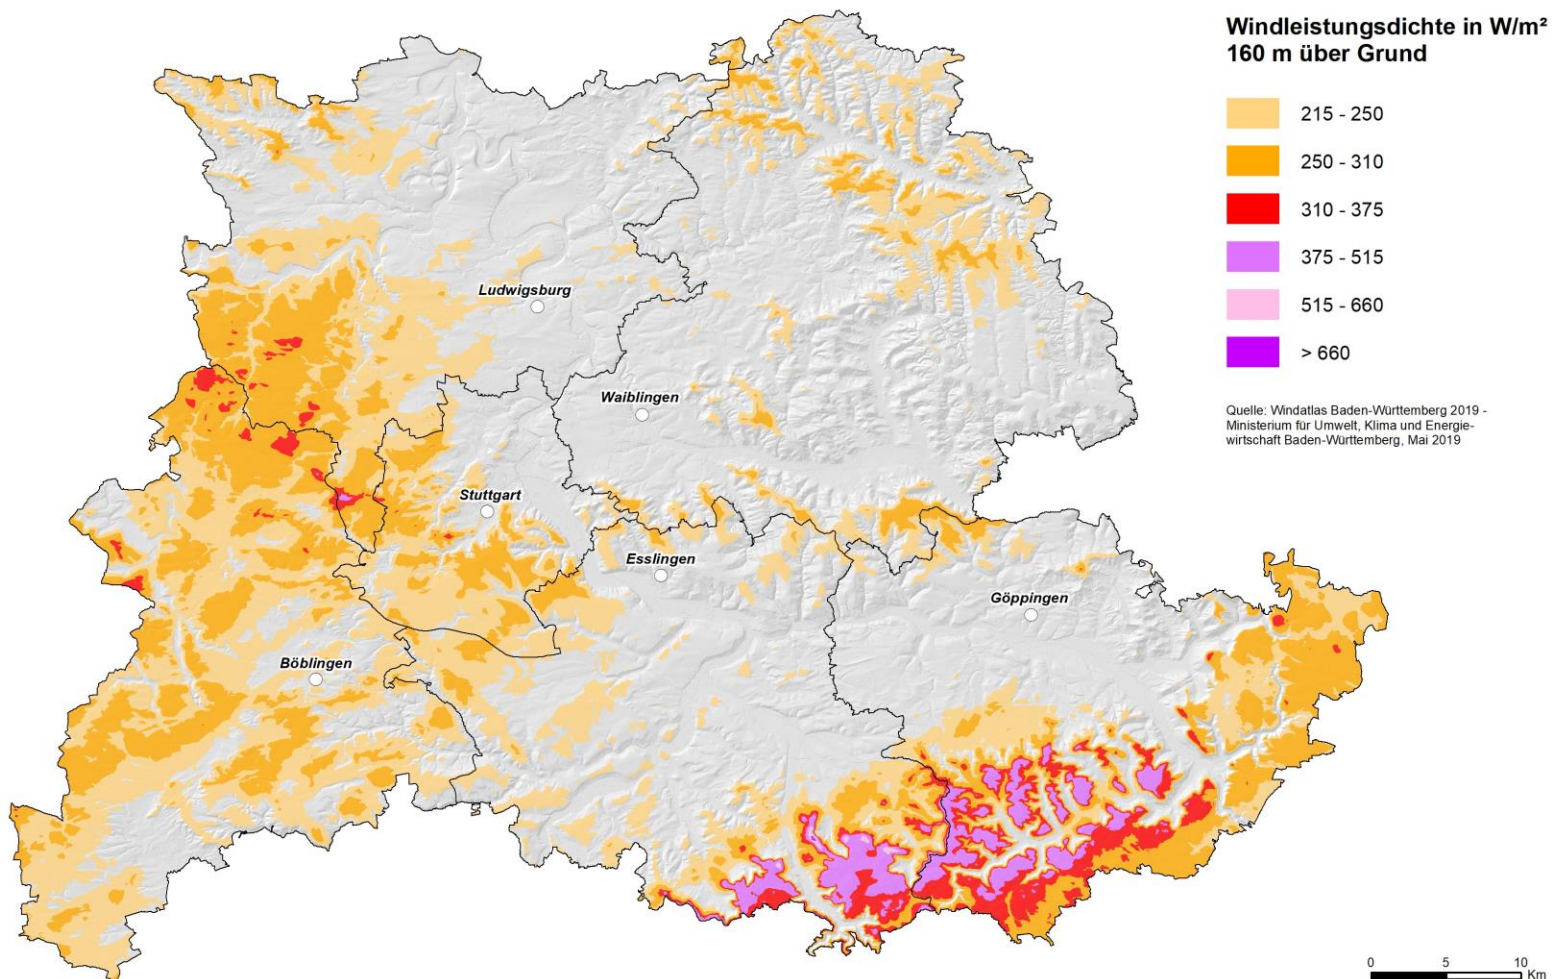 Windleistungsdichte in W/m²
160 m über Grund
215 - 250
250 - 310
310 - 375
375 - 515
515 - 660
> 660
Quelle: Windatlas Baden-Württemberg 2019 -
Ministerium für Umwelt, Klima und Energie-
wirtschaft Baden-Württemberg, Mai 2019
Ludwigsburg
Waiblingen
Stuttgart
Esslingen
Göppingen
Böblingen
0 5 10
Km